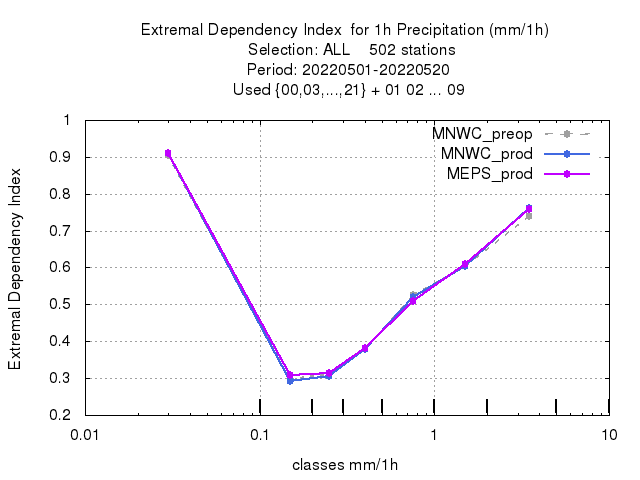 Extremal Dependency Index  for 1h Precipitation (mm/1h)
Selection: ALL    502 stations
Period: 20220501-20220520
Used {00,03,...,21} + 01 02 ... 09
MNWC_preop
MNWC_prod
MEPS_prod
Extremal Dependency Index
1
0.9
0.8
0.7
0.6
0.5
0.4
0.3
0.2
0.01
0.1
1
10
classes mm/1h